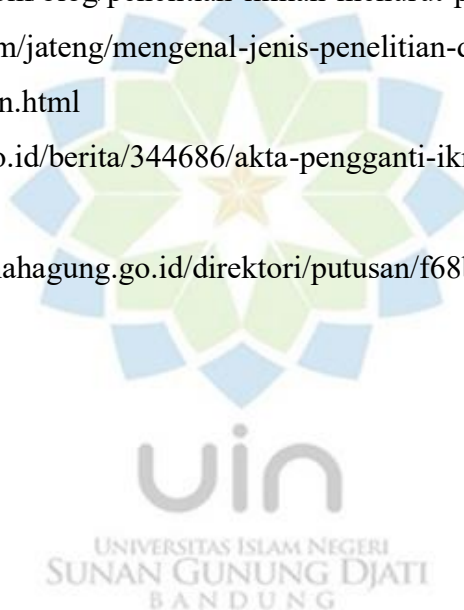 m/jateng/mengenal-jenis-penelitian-d
n.html
o.id/berita/344686/akta-pengganti-ik
ahagung.go.id/direktori/putusan/f68
uin
UNIVERSITAS ISLAM NEGERI
SUNAN GUNUNG DJATI
BANDUNG